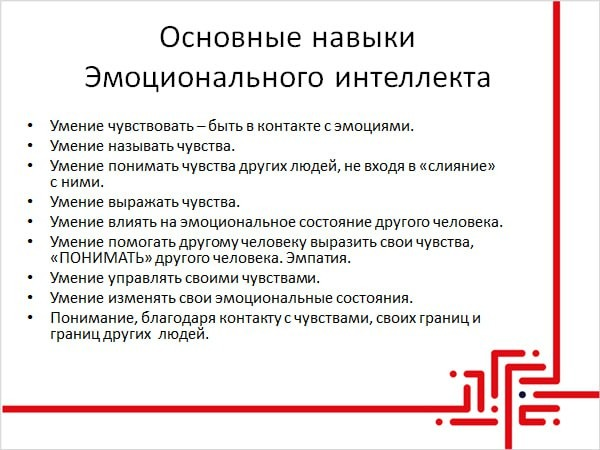 Основные навыки
Эмоционального интеллекта
• Умение чувствовать – быть в контакте с эмоциями.
• Умение называть чувства.
• Умение понимать чувства других людей, не входя в «слияние»
с ними.
• Умение выражать чувства.
• Умение влиять на эмоциональное состояние другого человека.
• Умение помогать другому человеку выразить свои чувства,
«ПОНИМАТЬ» другого человека. Эмпатия.
• Умение управлять своими чувствами.
• Умение изменять свои эмоциональные состояния.
• Понимание, благодаря контакту с чувствами, своих границ и
границ других людей.